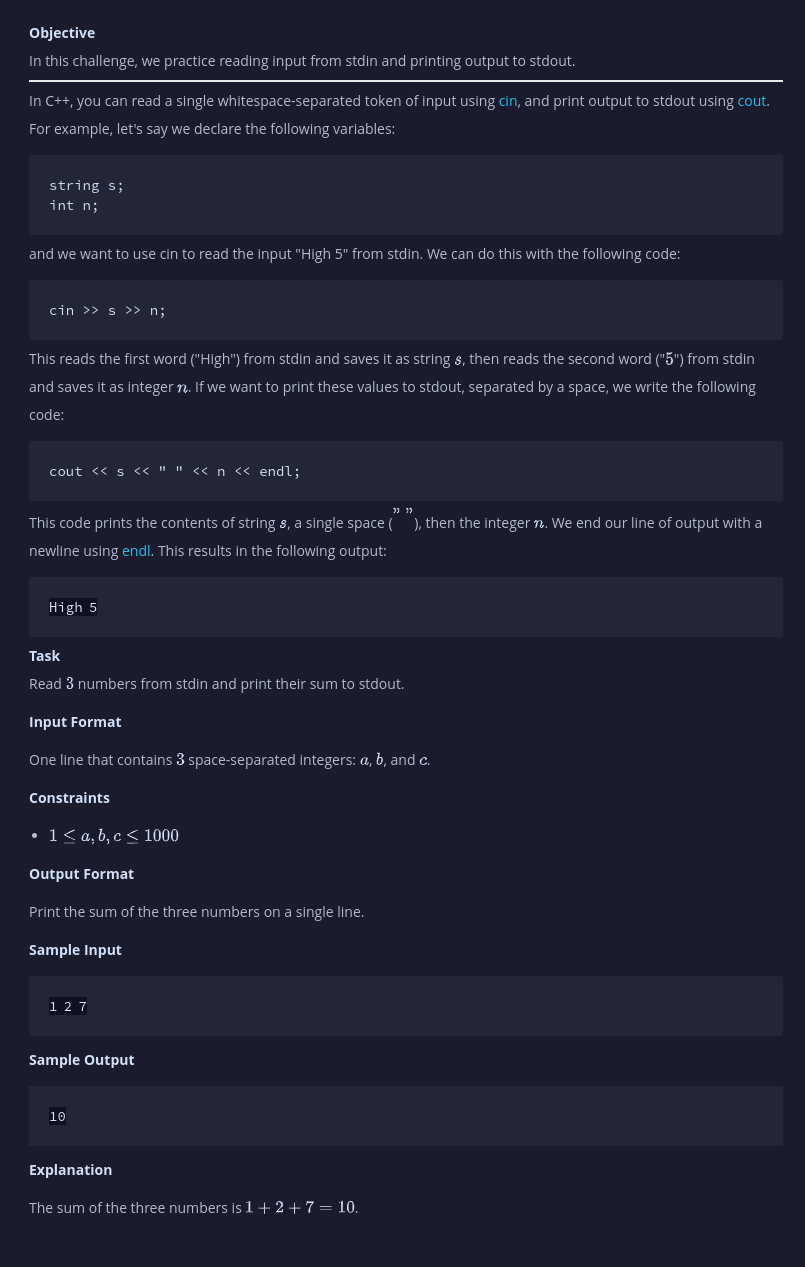 Objective
In this challenge, we practice reading input from stdin and printing output to stdout.
In C++, you can read a single whitespace-separated token of input using cin, and print output to stdout using cout.
For example, let's say we declare the following variables:
string s;
int n;
and we want to use cin to read the input "High 5" from stdin. We can do this with the following code:
cin >> s >> n;
This reads the first word ("High") from stdin and saves it as string s, then reads the second word ("5") from stdin
and saves it as integer n. If we want to print these values to stdout, separated by a space, we write the following
code:
cout << s << " " << n << endl;
This code prints the contents of string s, a single space (" "), then the integer n. We end our line of output with a
newline using endl. This results in the following output:
High 5
Task
Read 3 numbers from stdin and print their sum to stdout.
Input Format
One line that contains 3 space-separated integers: a, b, and c.
Constraints
• 1 ≤ a, b, c ≤ 1000
Output Format
Print the sum of the three numbers on a single line.
Sample Input
1 2 7
Sample Output
10
Explanation
The sum of the three numbers is 1 + 2 + 7 = 10.